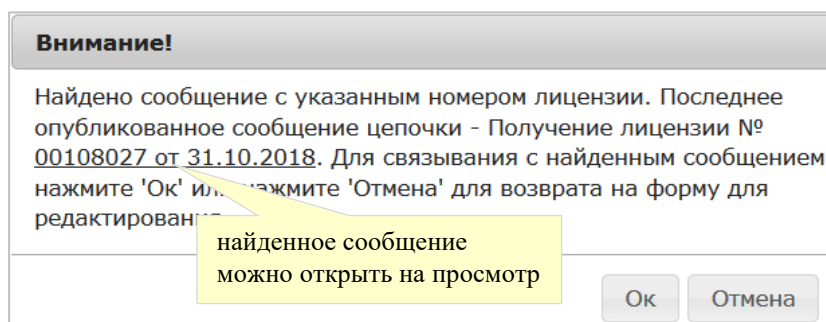 Внимание!
Найдено сообщение с указанным номером лицензии. Последнее
опубликованное сообщение цепочки - Получение лицензии №
00108027 от 31.10.2018. Для связывания с найденным сообщением
нажмите 'Ок' или нажмите 'Отмена' для возврата на форму для
редактирования
найденное сообщение
можно открыть на просмотр
Ок Отмена